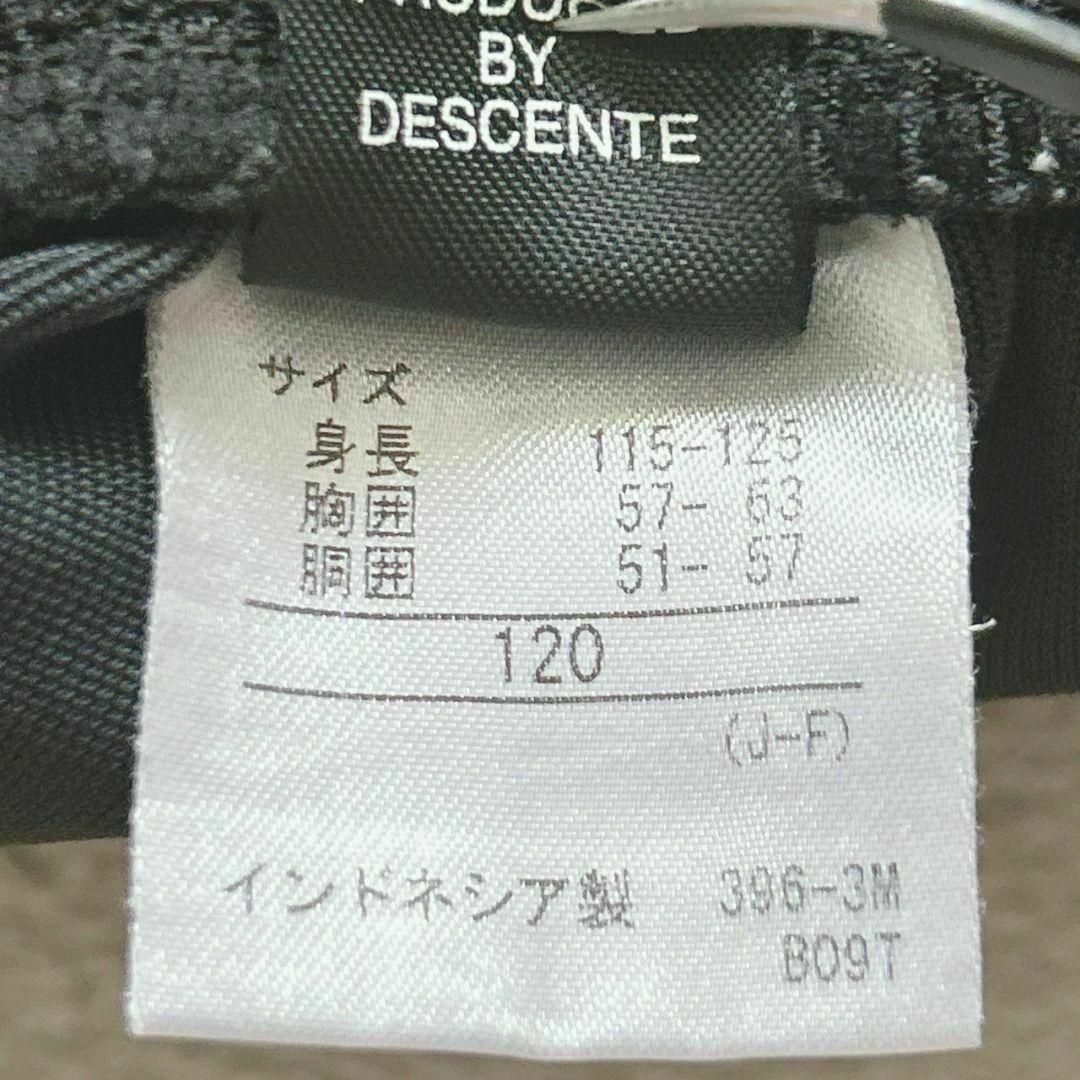 BY
DESCENTE
サイズ
身長 115-125
胸囲 57- 63
胴囲 51- 57
120
(J-F)
インドネシア製 396-3M
B09T